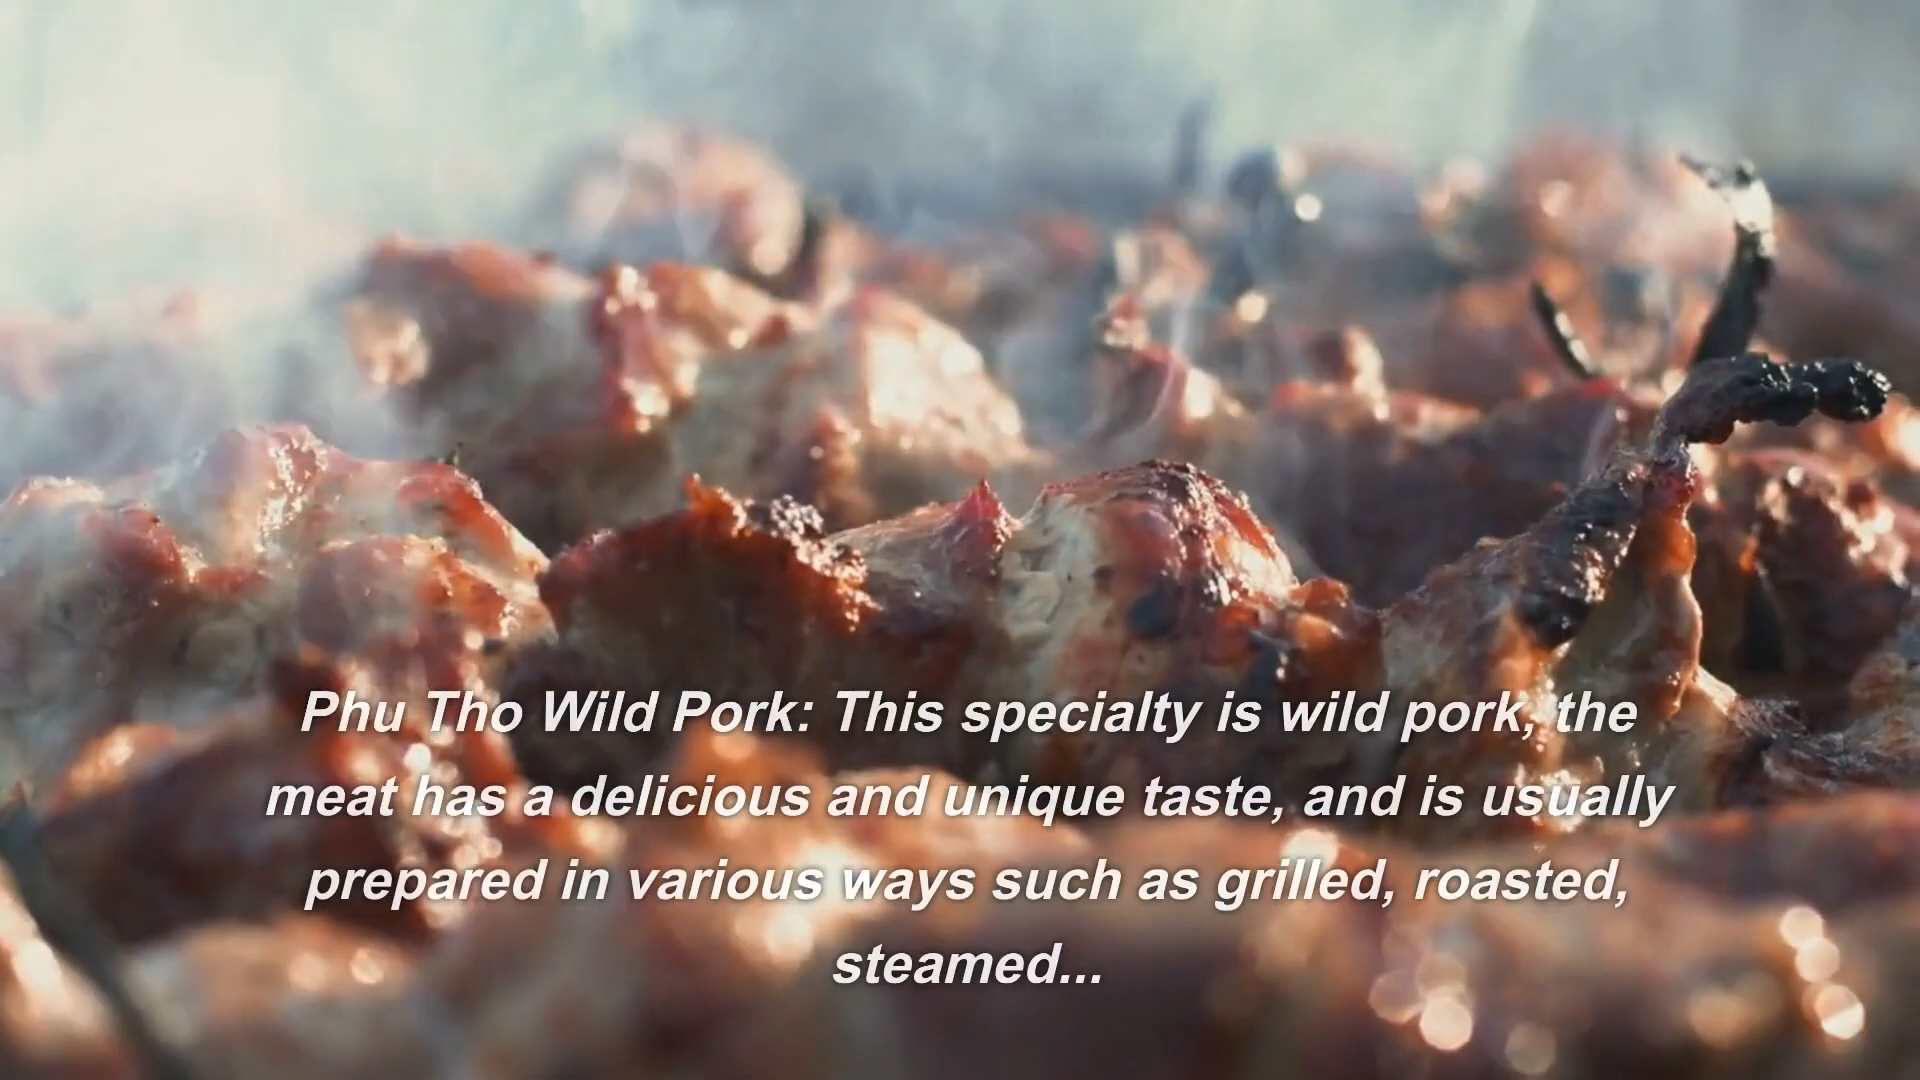 Phu Tho Wild Pork: This specialty is wild pork, the
meat has a delicious and unique taste, and is usually
prepared in various ways such as grilled, roasted,
steamed...